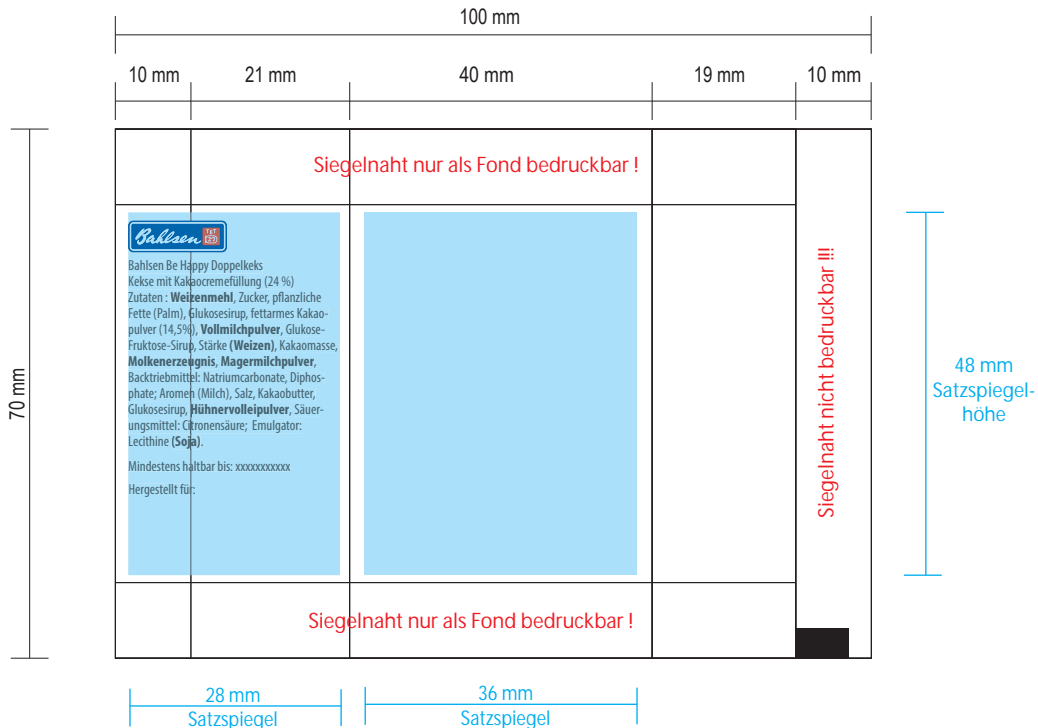 100 mm
10 mm
21 mm
40 mm
19 mm
10 mm
Siegelnaht nur als Fond bedruckbar !
Bahlsen TET
Bahlsen Be Happy Doppelkeks
Kekse mit Kakaocremefüllung (24 %)
Zutaten : Weizenmehl, Zucker, pflanzliche
Fette (Palm), Glukosesirup, fettarmes Kakao-
pulver (14,5%), Vollmilchpulver, Glukose-
Fruktose-Sirup, Stärke (Weizen), Kakaomasse,
Molkenerzeugnis, Magermilchpulver,
Backtriebmittel: Natriumcarbonate, Diphos-
phate; Aromen (Milch), Salz, Kakaobutter,
Glukosesirup, Hühnervolleipulver, Säuer-
ungsmittel: Citronensäure; Emulgator:
Lecithine (Soja).
Mindestens haltbar bis: xxxxxxxxxxx
Hergestellt für:
70 mm
Siegelnaht nicht bedruckbar !!!
48 mm
Satzspiegel-
höhe
Siegelnaht nur als Fond bedruckbar !
28 mm
Satzspiegel
36 mm
Satzspiegel